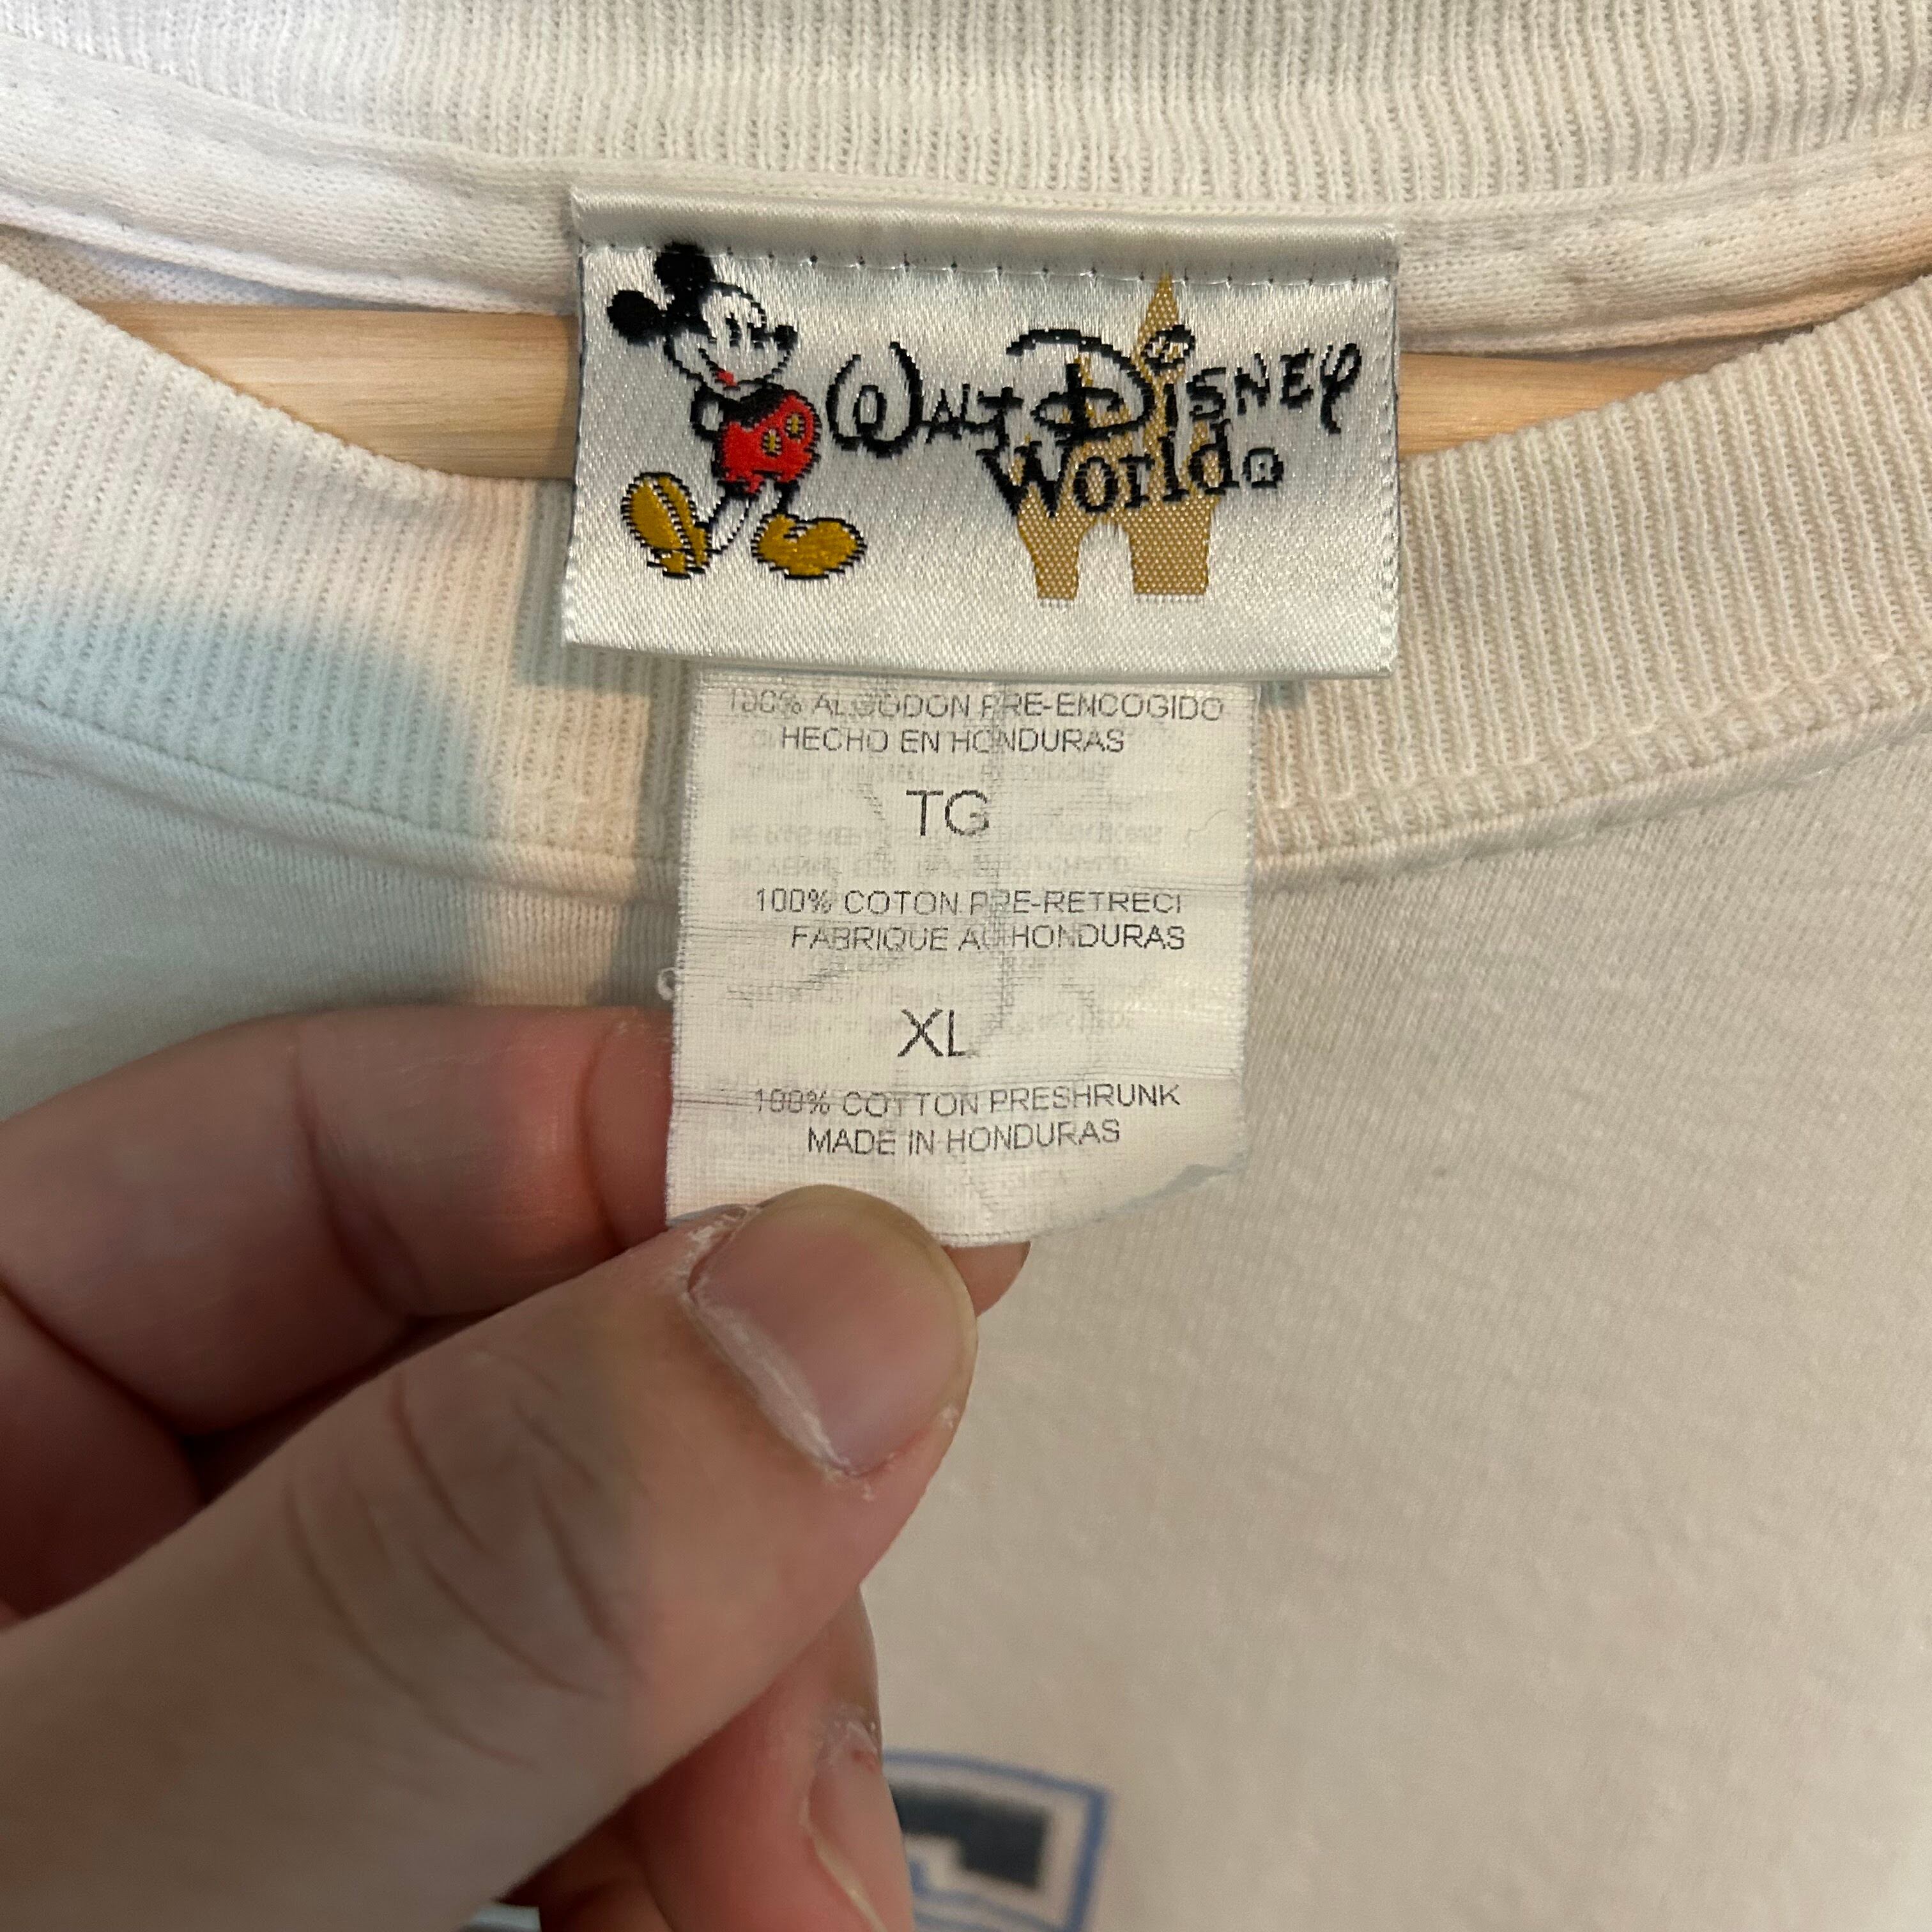 WALT DISNEY
World®
100% ALGODON PRE-ENCOGIDO
HECHO EN HONDURAS
TG
100% COTON PRE-RETRECI
FABRIQUE AU HONDURAS
XL
100% COTTON PRESHRUNK
MADE IN HONDURAS